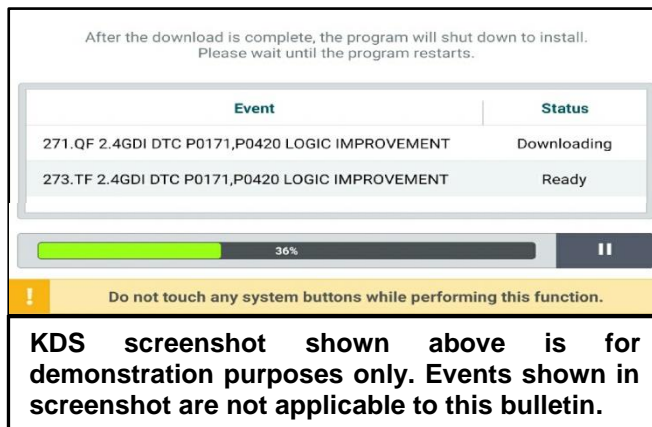 After the download is complete, the program will shut down to install.
Please wait until the program restarts.
Event Status
271.QF 2.4GDI DTC P0171,P0420 LOGIC IMPROVEMENT Downloading
273.TF 2.4GDI DTC P0171,P0420 LOGIC IMPROVEMENT Ready
36%
! Do not touch any system buttons while performing this function.
KDS screenshot shown above is for
demonstration purposes only. Events shown in
screenshot are not applicable to this bulletin.